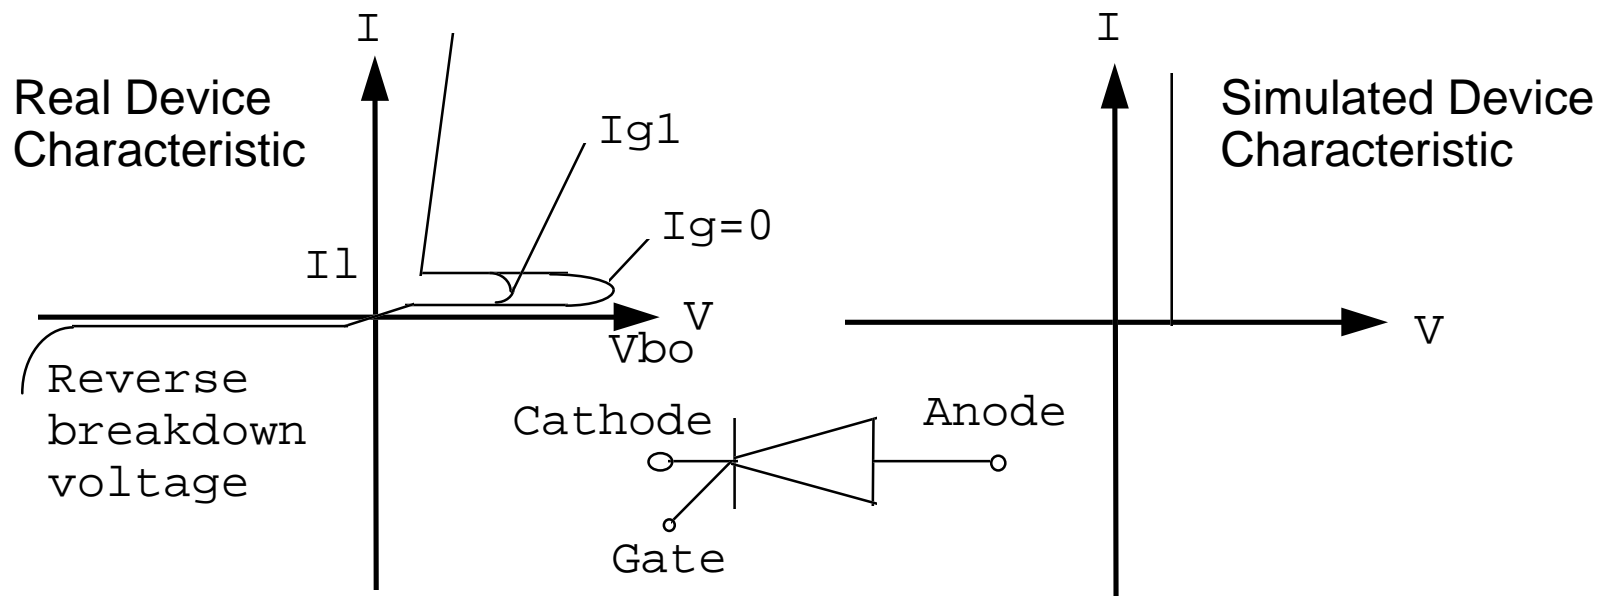 I
Real Device
Characteristic
Ig1
Ig=0
Il
V
Vbo
Reverse
breakdown
voltage
I
Simulated Device
Characteristic
V
Cathode
Anode
Gate